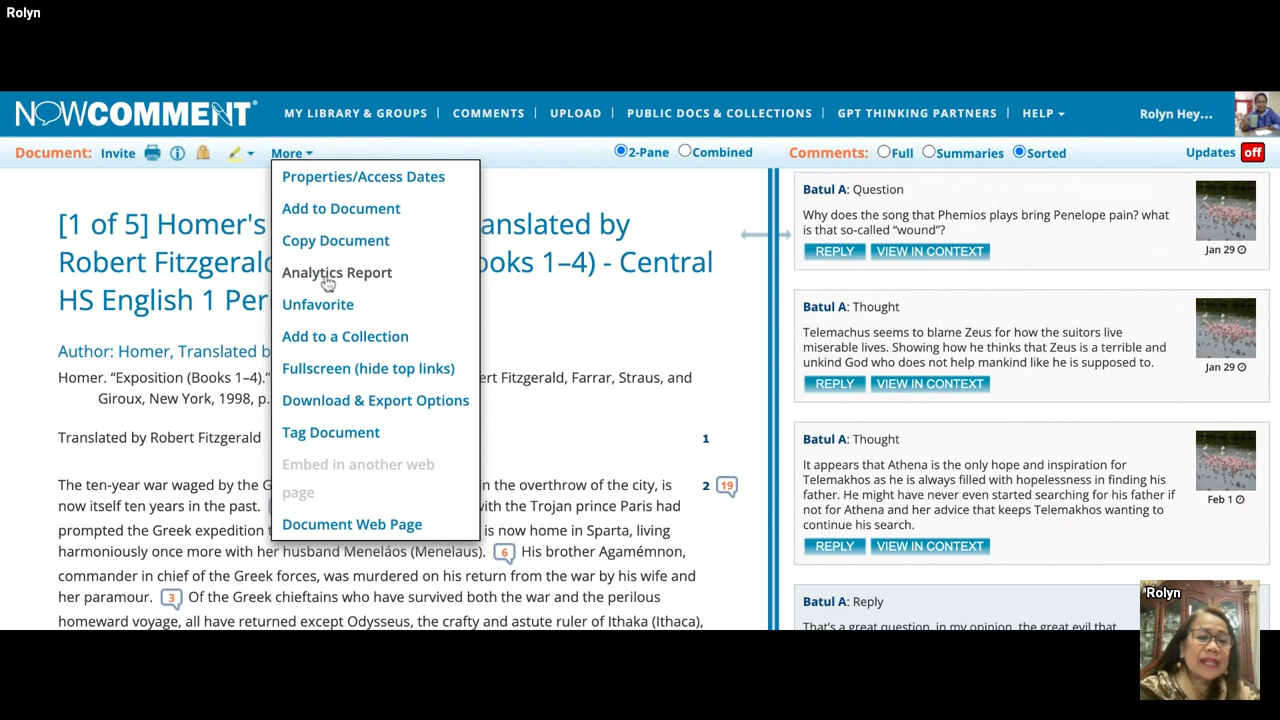 Rolyn
NOWCOMMENT®
MY LIBRARY & GROUPS | COMMENTS | UPLOAD | PUBLIC DOCS & COLLECTIONS | GPT THINKING PARTNERS | HELP
Rolyn Hey...
Document: Invite More
2-Pane Combined
Comments: Full Summaries Sorted
Updates off
Properties/Access Dates
Add to Document
Copy Document
Analytics Report
Unfavorite
Add to a Collection
Fullscreen (hide top links)
Download & Export Options
Tag Document
Embed in another web
page
Document Web Page
[1 of 5] Homer's anslated by
Robert Fitzgeral ooks 1–4) - Central
HS English 1 Per
Author: Homer, Translated b
Homer. “Exposition (Books 1–4).” ert Fitzgerald, Farrar, Straus, and
Giroux, New York, 1998, p.
Translated by Robert Fitzgerald 1
The ten-year war waged by the G n the overthrow of the city, is 2 19
now itself ten years in the past. with the Trojan prince Paris had
prompted the Greek expedition is now home in Sparta, living
harmoniously once more with her husband Meneláos (Menelaus). 6 His brother Agamémnon,
commander in chief of the Greek forces, was murdered on his return from the war by his wife and
her paramour. 3 Of the Greek chieftains who have survived both the war and the perilous
homeward voyage, all have returned except Odysseus, the crafty and astute ruler of Ithaka (Ithaca),
Batul A: Question
Why does the song that Phemios plays bring Penelope pain? what
is that so-called “wound”?
REPLY VIEW IN CONTEXT
Jan 29
Batul A: Thought
Telemachus seems to blame Zeus for how the suitors live
miserable lives. Showing how he thinks that Zeus is a terrible and
unkind God who does not help mankind like he is supposed to.
REPLY VIEW IN CONTEXT
Jan 29
Batul A: Thought
It appears that Athena is the only hope and inspiration for
Telemakhos as he is always filled with hopelessness in finding his
father. He might have never even started searching for his father if
not for Athena and her advice that keeps Telemakhos wanting to
continue his search.
REPLY VIEW IN CONTEXT
Feb 1
Batul A: Reply
That’s a great question, in my opinion, the great evil that
Rolyn